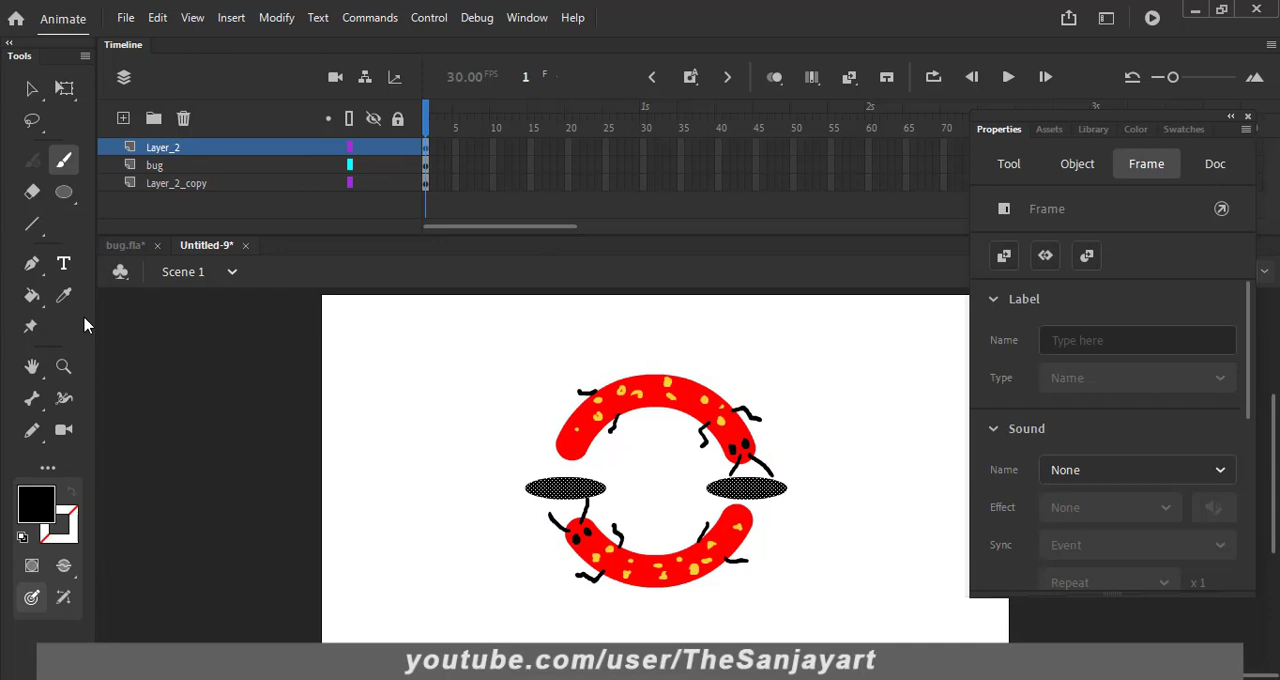 Animate File Edit View Insert Modify Text Commands Control Debug Window Help
Tools Timeline
30.00 FPS 1 F
1s 2s 3s
5 10 15 20 25 30 35 40 45 50 55 60 65 70
Properties Assets Library Color Swatches
Layer_2
bug
Layer_2_copy
Tool Object Frame Doc
Frame
bug.fla* Untitled-9*
Scene 1
Label
Name Type here
Type Name...
Sound
Name None
Effect None
Sync Event
Repeat x 1
youtube.com/user/TheSanjayart